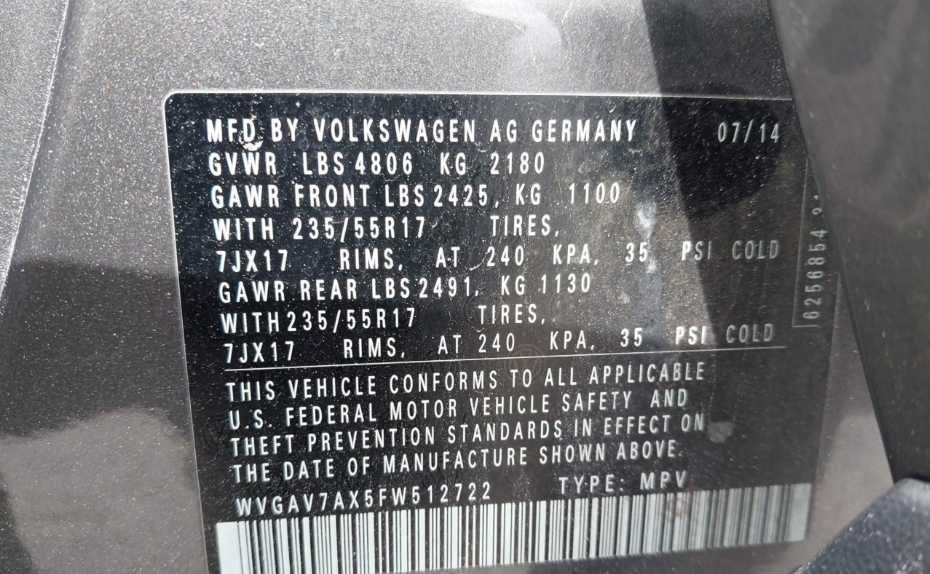 MFD BY VOLKSWAGEN AG GERMANY 07/14
GVWR LBS 4806 KG 2180
GAWR FRONT LBS 2425, KG 1100
WITH 235/55R17 TIRES,
7JX17 RIMS, AT 240 KPA, 35 PSI COLD
GAWR REAR LBS 2491, KG 1130
WITH 235/55R17 TIRES,
7JX17 RIMS, AT 240 KPA, 35 PSI COLD
THIS VEHICLE CONFORMS TO ALL APPLICABLE
U.S. FEDERAL MOTOR VEHICLE SAFETY AND
THEFT PREVENTION STANDARDS IN EFFECT ON
THE DATE OF MANUFACTURE SHOWN ABOVE.
WVGAV7AX5FW512722 TYPE: MPV